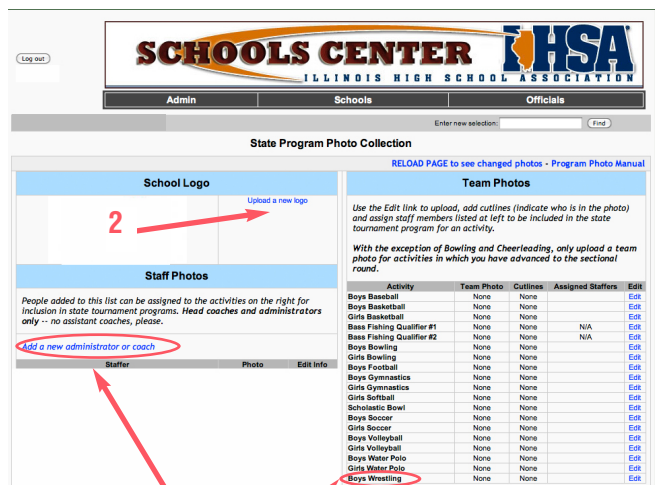 Log out
SCHOOLS CENTER
IHSA
ILLINOIS HIGH SCHOOL ASSOCIATION
Admin Schools Officials
Enter new selection: Find
State Program Photo Collection
RELOAD PAGE to see changed photos - Program Photo Manual
School Logo
Upload a new logo
2
Staff Photos
People added to this list can be assigned to the activities on the right for
inclusion in state tournament programs. Head coaches and administrators
only -- no assistant coaches, please.
Add a new administrator or coach
Staffer Photo Edit Info
Team Photos
Use the Edit link to upload, add cutlines (indicate who is in the photo)
and assign staff members listed at left to be included in the state
tournament program for an activity.
With the exception of Bowling and Cheerleading, only upload a team
photo for activities in which you have advanced to the sectional
round.
Activity Team Photo Cutlines Assigned Staffers Edit
Boys Baseball None None Edit
Boys Basketball None None Edit
Girls Basketball None None Edit
Bass Fishing Qualifier #1 None None N/A Edit
Bass Fishing Qualifier #2 None None N/A Edit
Boys Bowling None None Edit
Girls Bowling None None Edit
Boys Football None None Edit
Boys Gymnastics None None Edit
Girls Gymnastics None None Edit
Girls Softball None None Edit
Scholastic Bowl None None Edit
Boys Soccer None None Edit
Girls Soccer None None Edit
Boys Volleyball None None Edit
Girls Volleyball None None Edit
Boys Water Polo None None Edit
Girls Water Polo None None Edit
Boys Wrestling None None Edit